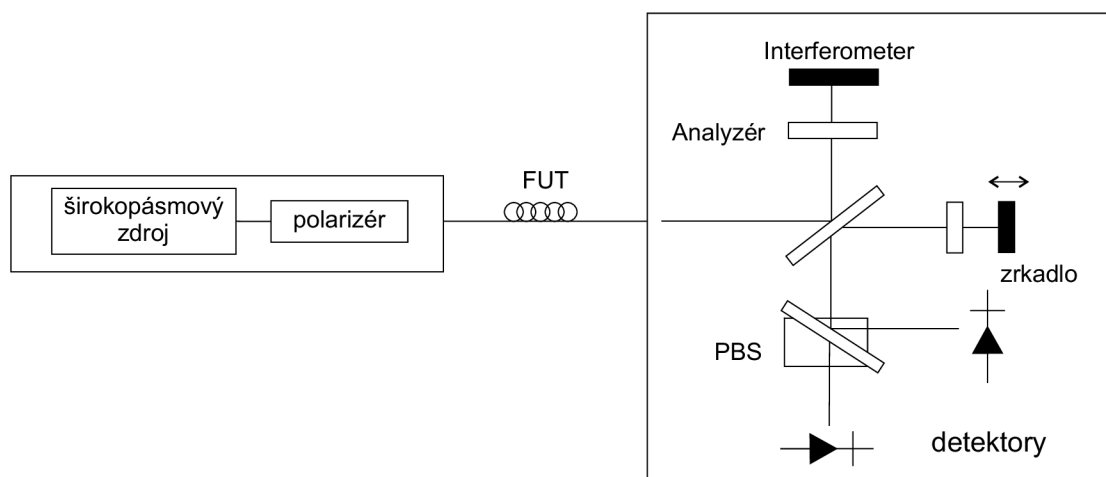 Interferometer
Analyzér
FUT
širokopásmový
zdroj
polarizér
zrkadlo
PBS
detektory